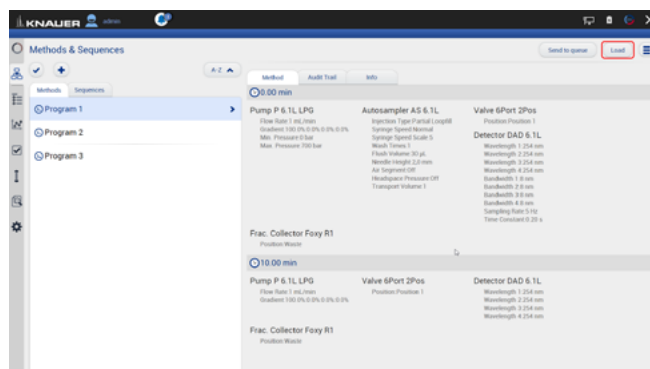 KNAUER admin
Methods & Sequences
Send to queue Load
A-Z
Methods Sequences
Program 1
Program 2
Program 3
Method Audit Trail Info
0.00 min
Pump P 6.1L LPG
Flow Rate 1 mL/min
Gradient 100.0% 0.0% 0.0% 0.0%
Min. Pressure 0 bar
Max. Pressure 700 bar
Autosampler AS 6.1L
Injection Type Partial Loopfill
Syringe Speed Normal
Syringe Speed Scale 5
Wash Times 1
Flush Volume 30 µL
Needle Height 2,0 mm
Air Segment Off
Headspace Pressure Off
Transport Volume 1
Valve 6Port 2Pos
Position Position 1
Detector DAD 6.1L
Wavelength 1 254 nm
Wavelength 2 254 nm
Wavelength 3 254 nm
Wavelength 4 254 nm
Bandwidth 1 8 nm
Bandwidth 2 8 nm
Bandwidth 3 8 nm
Bandwidth 4 8 nm
Sampling Rate 5 Hz
Time Constant 0.20 s
Frac. Collector Foxy R1
Position Waste
10.00 min
Pump P 6.1L LPG
Flow Rate 1 mL/min
Gradient 100.0% 0.0% 0.0% 0.0%
Valve 6Port 2Pos
Position Position 1
Detector DAD 6.1L
Wavelength 1 254 nm
Wavelength 2 254 nm
Wavelength 3 254 nm
Wavelength 4 254 nm
Frac. Collector Foxy R1
Position Waste